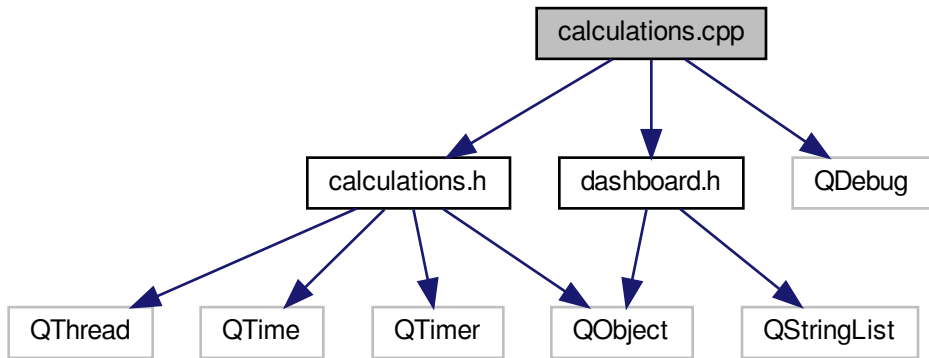 calculations.cpp
calculations.h
dashboard.h
QDebug
QThread
QTime
QTimer
QObject
QStringList